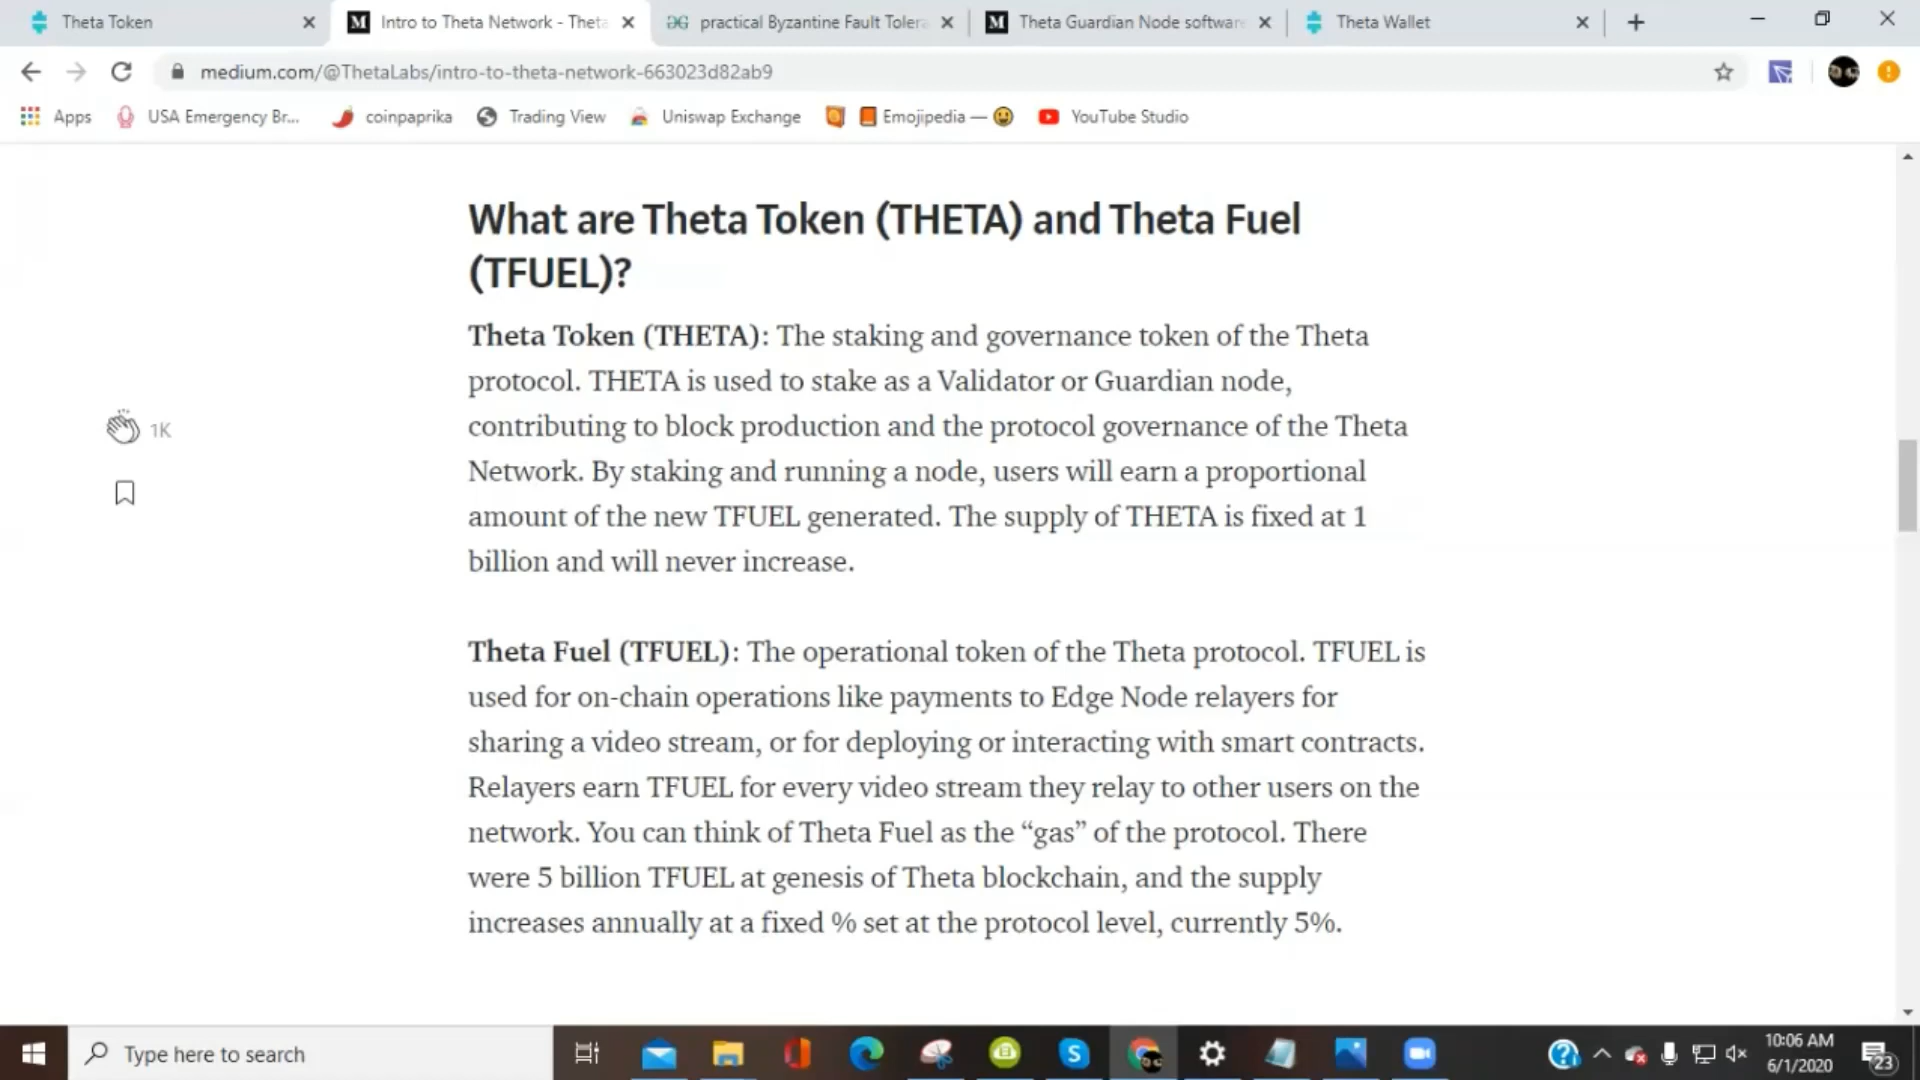 Theta Token
Intro to Theta Network - Theta
practical Byzantine Fault Tolera
Theta Guardian Node software
Theta Wallet
medium.com/@ThetaLabs/intro-to-theta-network-663023d82ab9
Apps
USA Emergency Br...
coinpaprika
Trading View
Uniswap Exchange
Emojipedia —
YouTube Studio
What are Theta Token (THETA) and Theta Fuel
(TFUEL)?
Theta Token (THETA): The staking and governance token of the Theta
protocol. THETA is used to stake as a Validator or Guardian node,
contributing to block production and the protocol governance of the Theta
Network. By staking and running a node, users will earn a proportional
amount of the new TFUEL generated. The supply of THETA is fixed at 1
billion and will never increase.
1K
Theta Fuel (TFUEL): The operational token of the Theta protocol. TFUEL is
used for on-chain operations like payments to Edge Node relayers for
sharing a video stream, or for deploying or interacting with smart contracts.
Relayers earn TFUEL for every video stream they relay to other users on the
network. You can think of Theta Fuel as the “gas” of the protocol. There
were 5 billion TFUEL at genesis of Theta blockchain, and the supply
increases annually at a fixed % set at the protocol level, currently 5%.
Type here to search
10:06 AM
6/1/2020
23